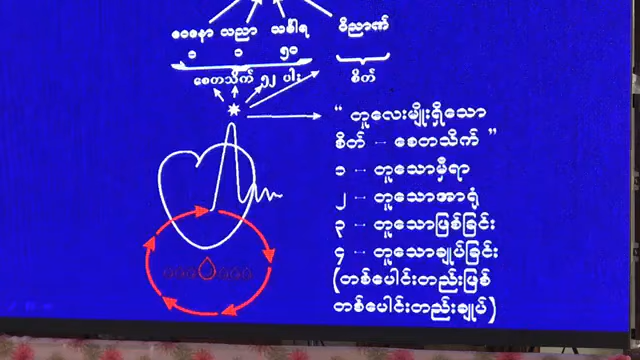 ဝေဒနာ သညာ သင်္ခါရ ဝိညာဏ်
၁ ၁ ၅၀
စေတသိက် ၅၂ ပါး စိတ်
“ တူလေးမျိုးရှိသော
စိတ် – စေတသိက် ”
၁ – တူသောမှီရာ
၂ – တူသောအာရုံ
၃ – တူသောဖြစ်ခြင်း
၄ – တူသောချုပ်ခြင်း
(တစ်ပေါင်းတည်းဖြစ်
တစ်ပေါင်းတည်းချုပ်)